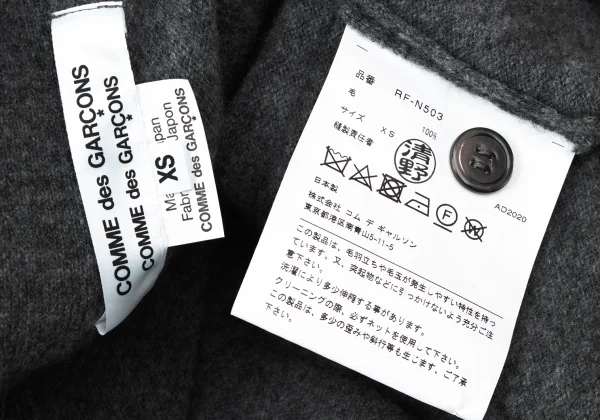 COMME des GARÇONS
COMME des GARÇONS
XS
Japan
COMME des GARÇONS
品番 RF-N503
毛 100%
サイズ XS
縫製責任者
清野
F
日本製
AD2020
株式会社 コム デ ギャルソン
東京都港区南青山5-11-5
この製品は、毛羽立ちや毛玉が発生しやすい特性を持っ
ています。又、突起物などに引っかけないよう充分ご注
意下さい。
洗濯により多少伸縮する事があります。
クリーニングの際、必ずネットを使用して下さい。
この製品は、多少の歪みや斜行等も生じます、ご了承
下さい。